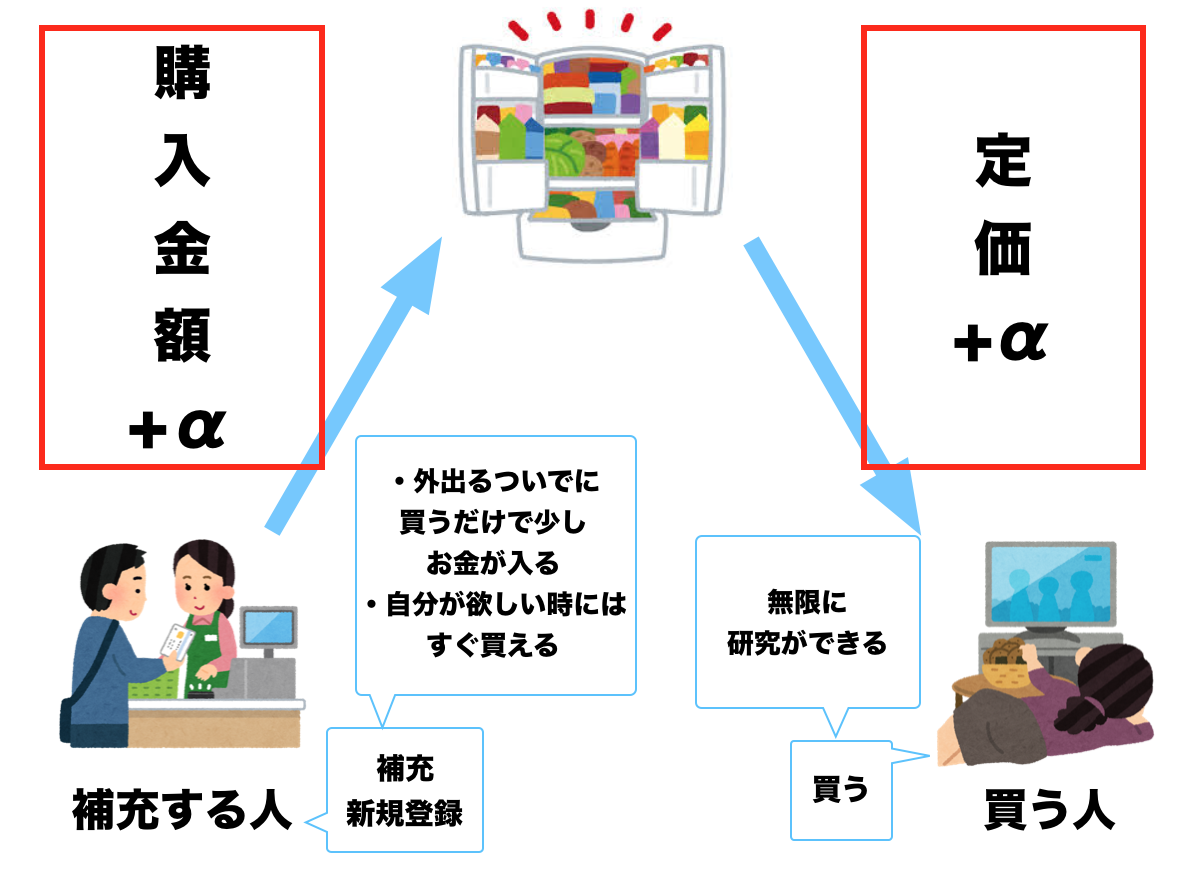 購入金額+α
定価+α
・外出るついでに
買うだけで少し
お金が入る
・自分が欲しい時には
すぐ買える
無限に
研究ができる
補充
新規登録
買う
補充する人
買う人